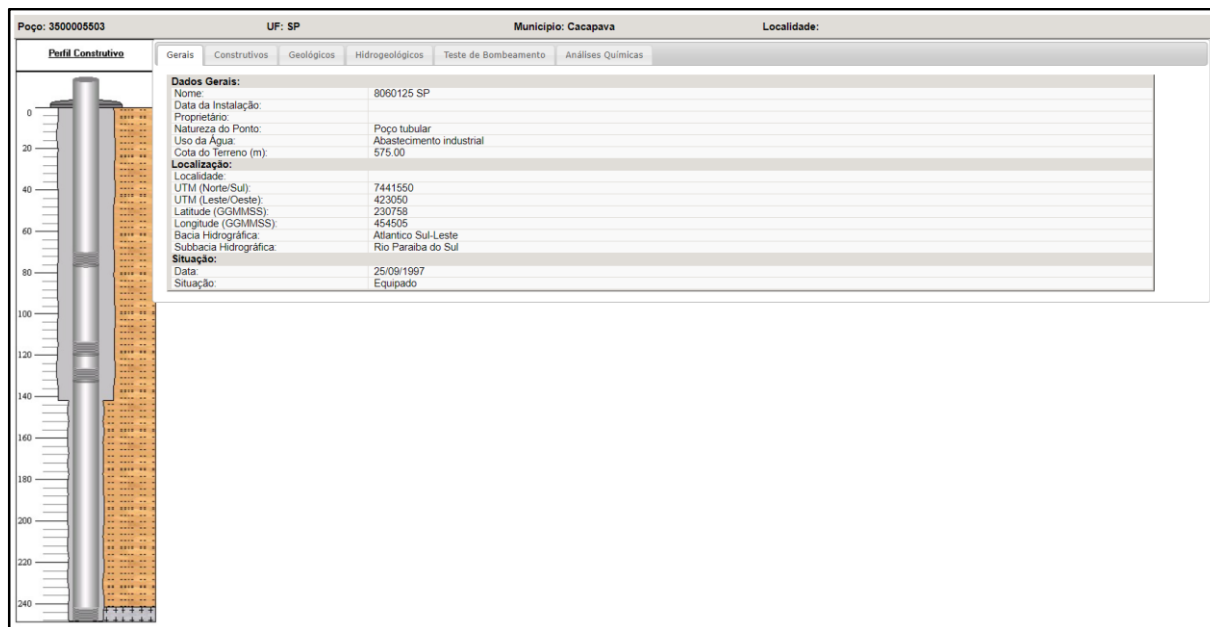 Poço: 3500005503 UF: SP Município: Cacapava Localidade:
Perfil Construtivo
Gerais Construtivos Geológicos Hidrogeológicos Teste de Bombeamento Análises Químicas
Dados Gerais:
Nome: 8060125 SP
Data da Instalação:
Proprietário:
Natureza do Ponto: Poço tubular
Uso da Água: Abastecimento industrial
Cota do Terreno (m): 575.00
Localização:
Localidade:
UTM (Norte/Sul): 7441550
UTM (Leste/Oeste): 423050
Latitude (GGMMSS): 230758
Longitude (GGMMSS): 454505
Bacia Hidrográfica: Atlantico Sul-Leste
Subbacia Hidrográfica: Rio Paraiba do Sul
Situação:
Data: 25/09/1997
Situação: Equipado
0
20
40
60
80
100
120
140
160
180
200
220
240